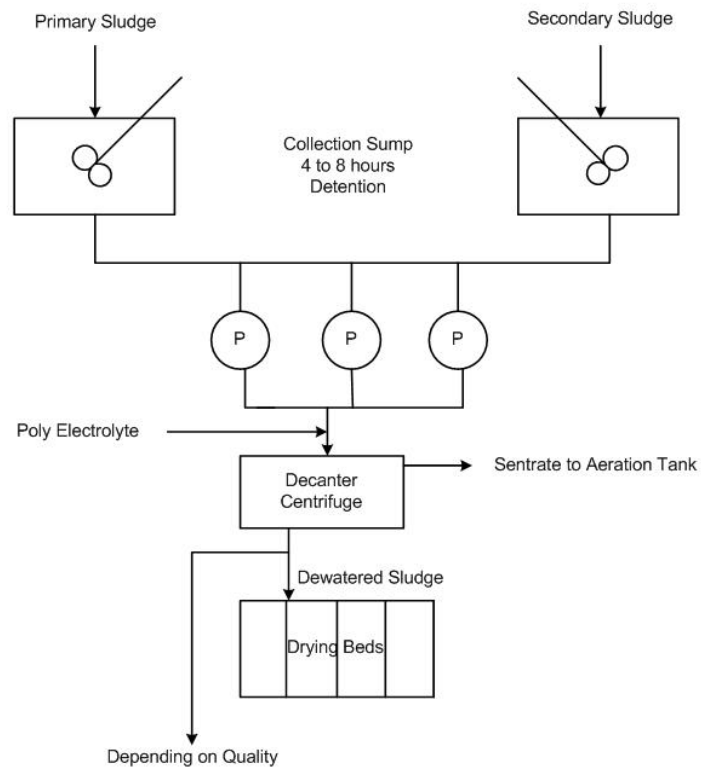 Primary Sludge
Secondary Sludge
Collection Sump
4 to 8 hours
Detention
P
P
P
Poly Electrolyte
Decanter
Centrifuge
Sentrate to Aeration Tank
Dewatered Sludge
Drying Beds
Depending on Quality